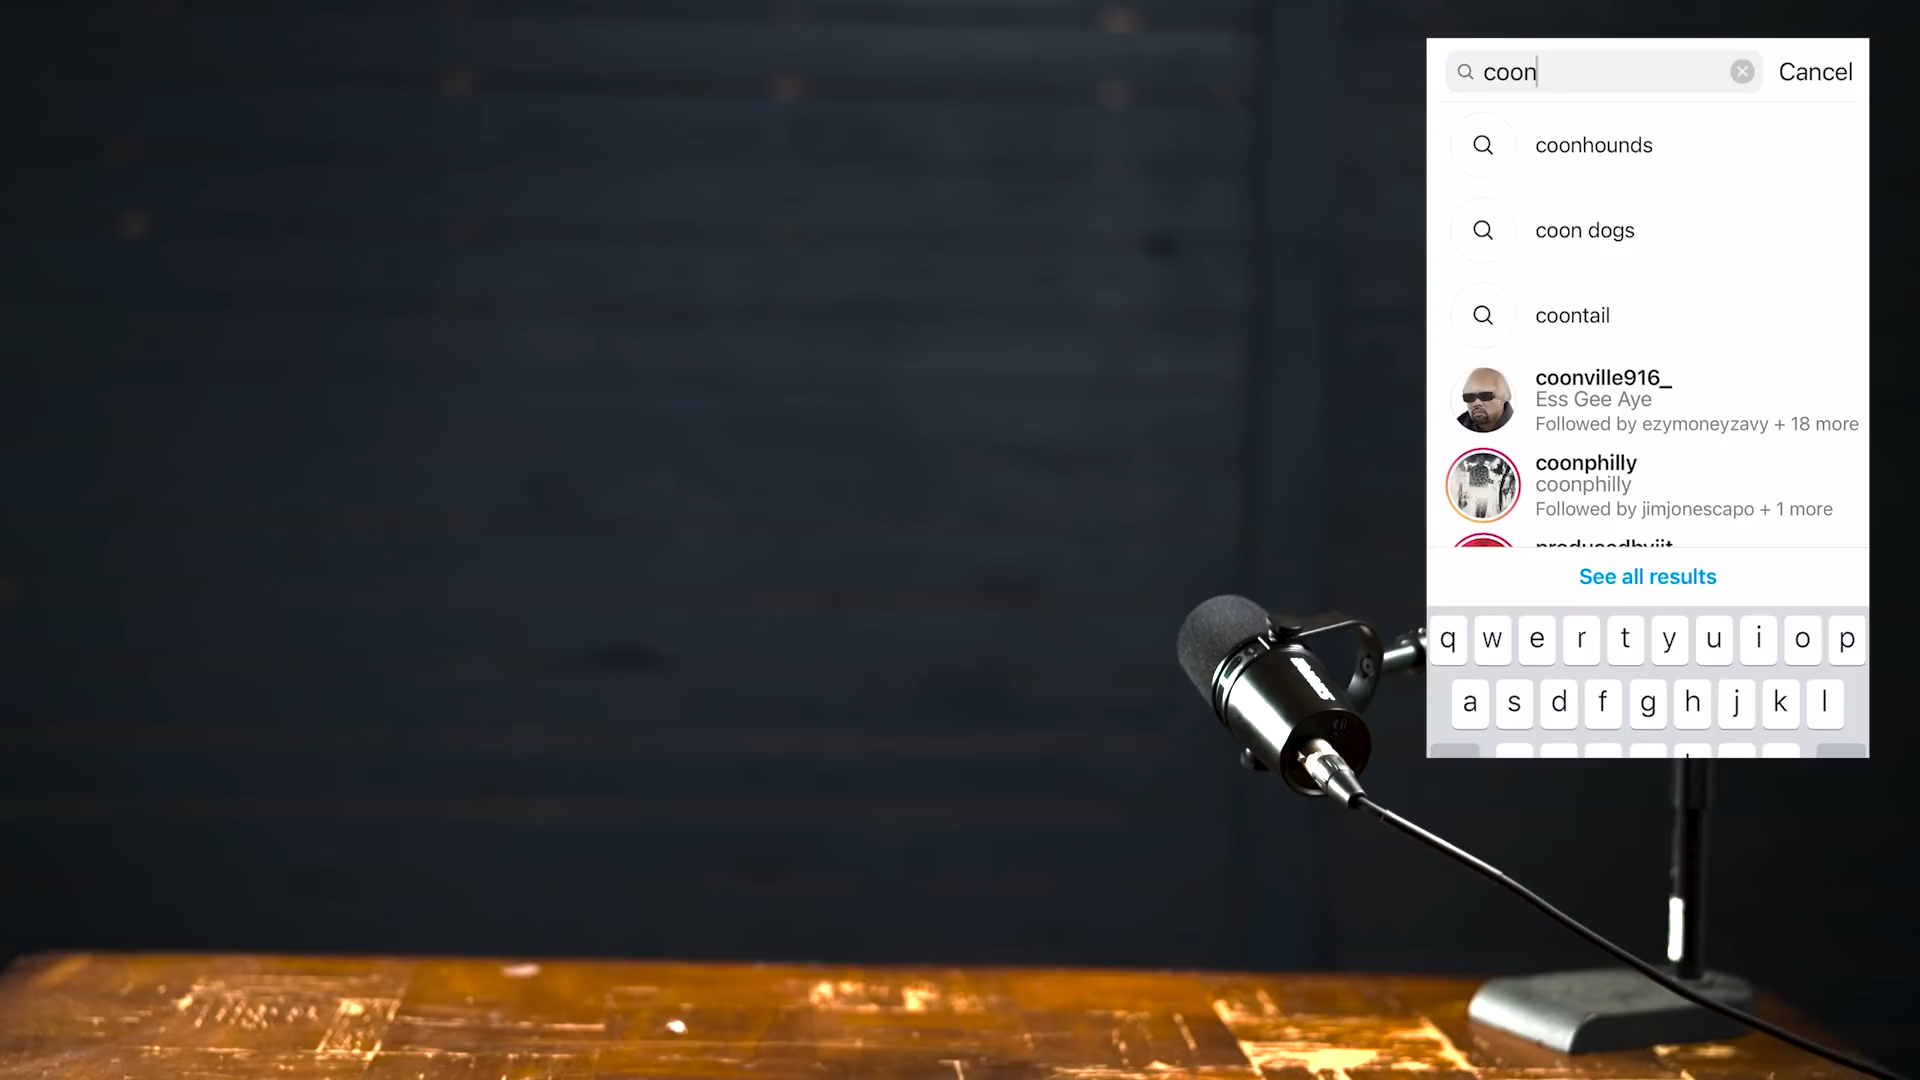 coon
Cancel
coonhounds
coon dogs
coontail
coonville916_
Ess Gee Aye
Followed by ezymoneyzavy + 18 more
coonphilly
coonphilly
Followed by jimjonescapo + 1 more
See all results
q w e r t y u i o p
a s d f g h j k l